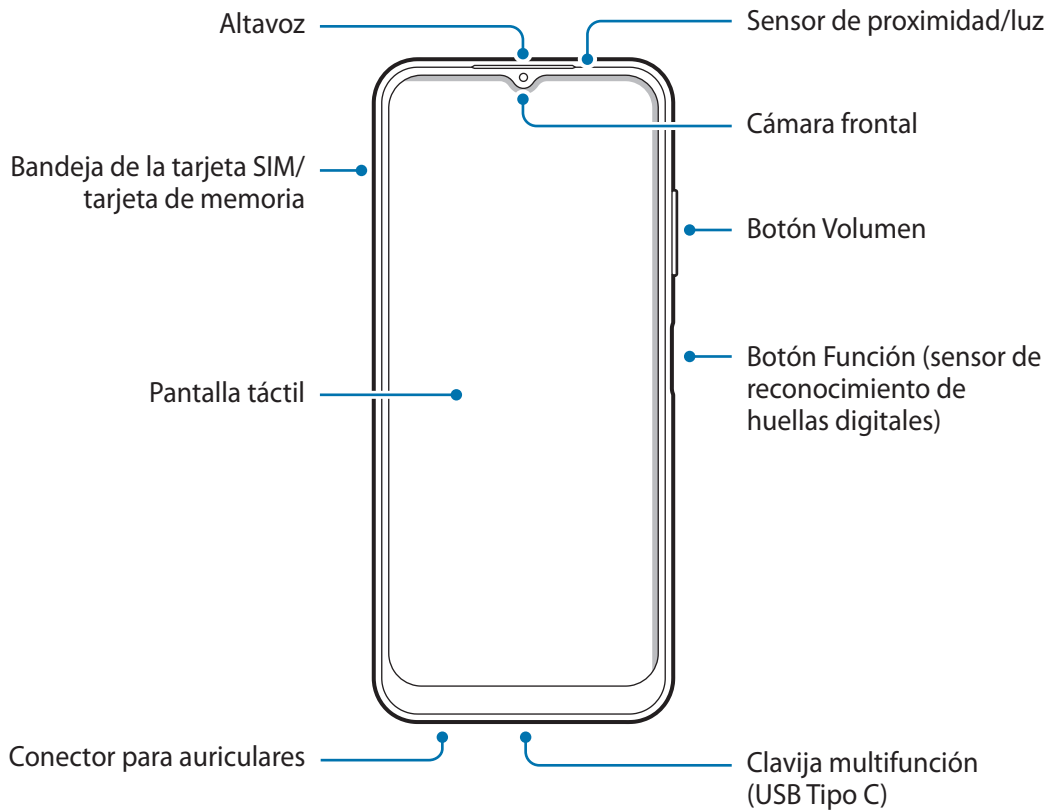 Altavoz
Sensor de proximidad/luz
Cámara frontal
Bandeja de la tarjeta SIM/
tarjeta de memoria
Botón Volumen
Botón Función (sensor de
reconocimiento de
huellas digitales)
Pantalla táctil
Conector para auriculares
Clavija multifunción
(USB Tipo C)